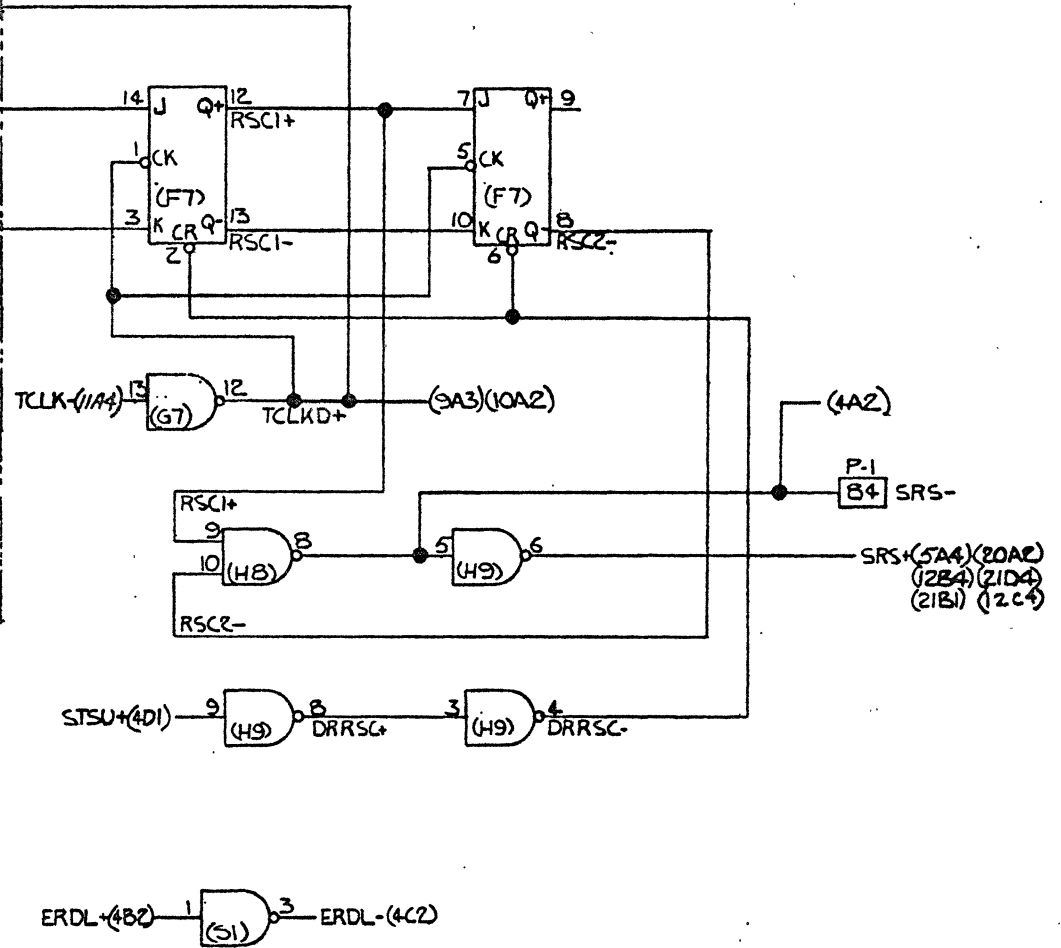 14 J Q+ 12
RSC1+
7 J Q+ 9
1 CK
5 CK
(F7)
(F7)
3 K CR Q- 13
RSC1-
2
10 K CR Q- 8
RSC2-
6
TCLK-(11A4) 13 (G7) 12
TCLKD+
(9A3)(10A2)
(4A2)
P-1
84 SRS-
RSC1+
9
10 (H8) 8
5 (H9) 6
SRS+(5A4)(20A2)
(12B4)(21D4)
(21B1) (12C4)
RSC2-
STSU+(4D1) 9 (H9) 8
DRRSC+
3 (H9) 4
DRRSC-
ERDL+(4B2) 1 (S1) 3 ERDL-(4C2)